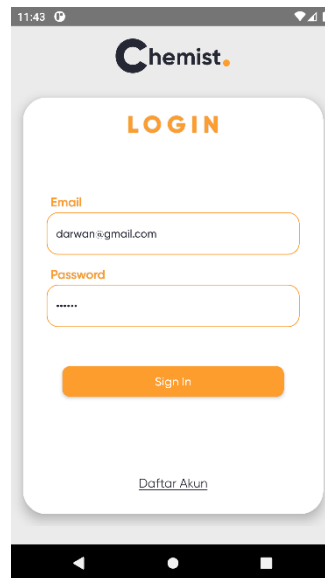 11:43
Chemist.
LOGIN
Email
darwan@gmail.com
Password
••••••
Sign In
Daftar Akun